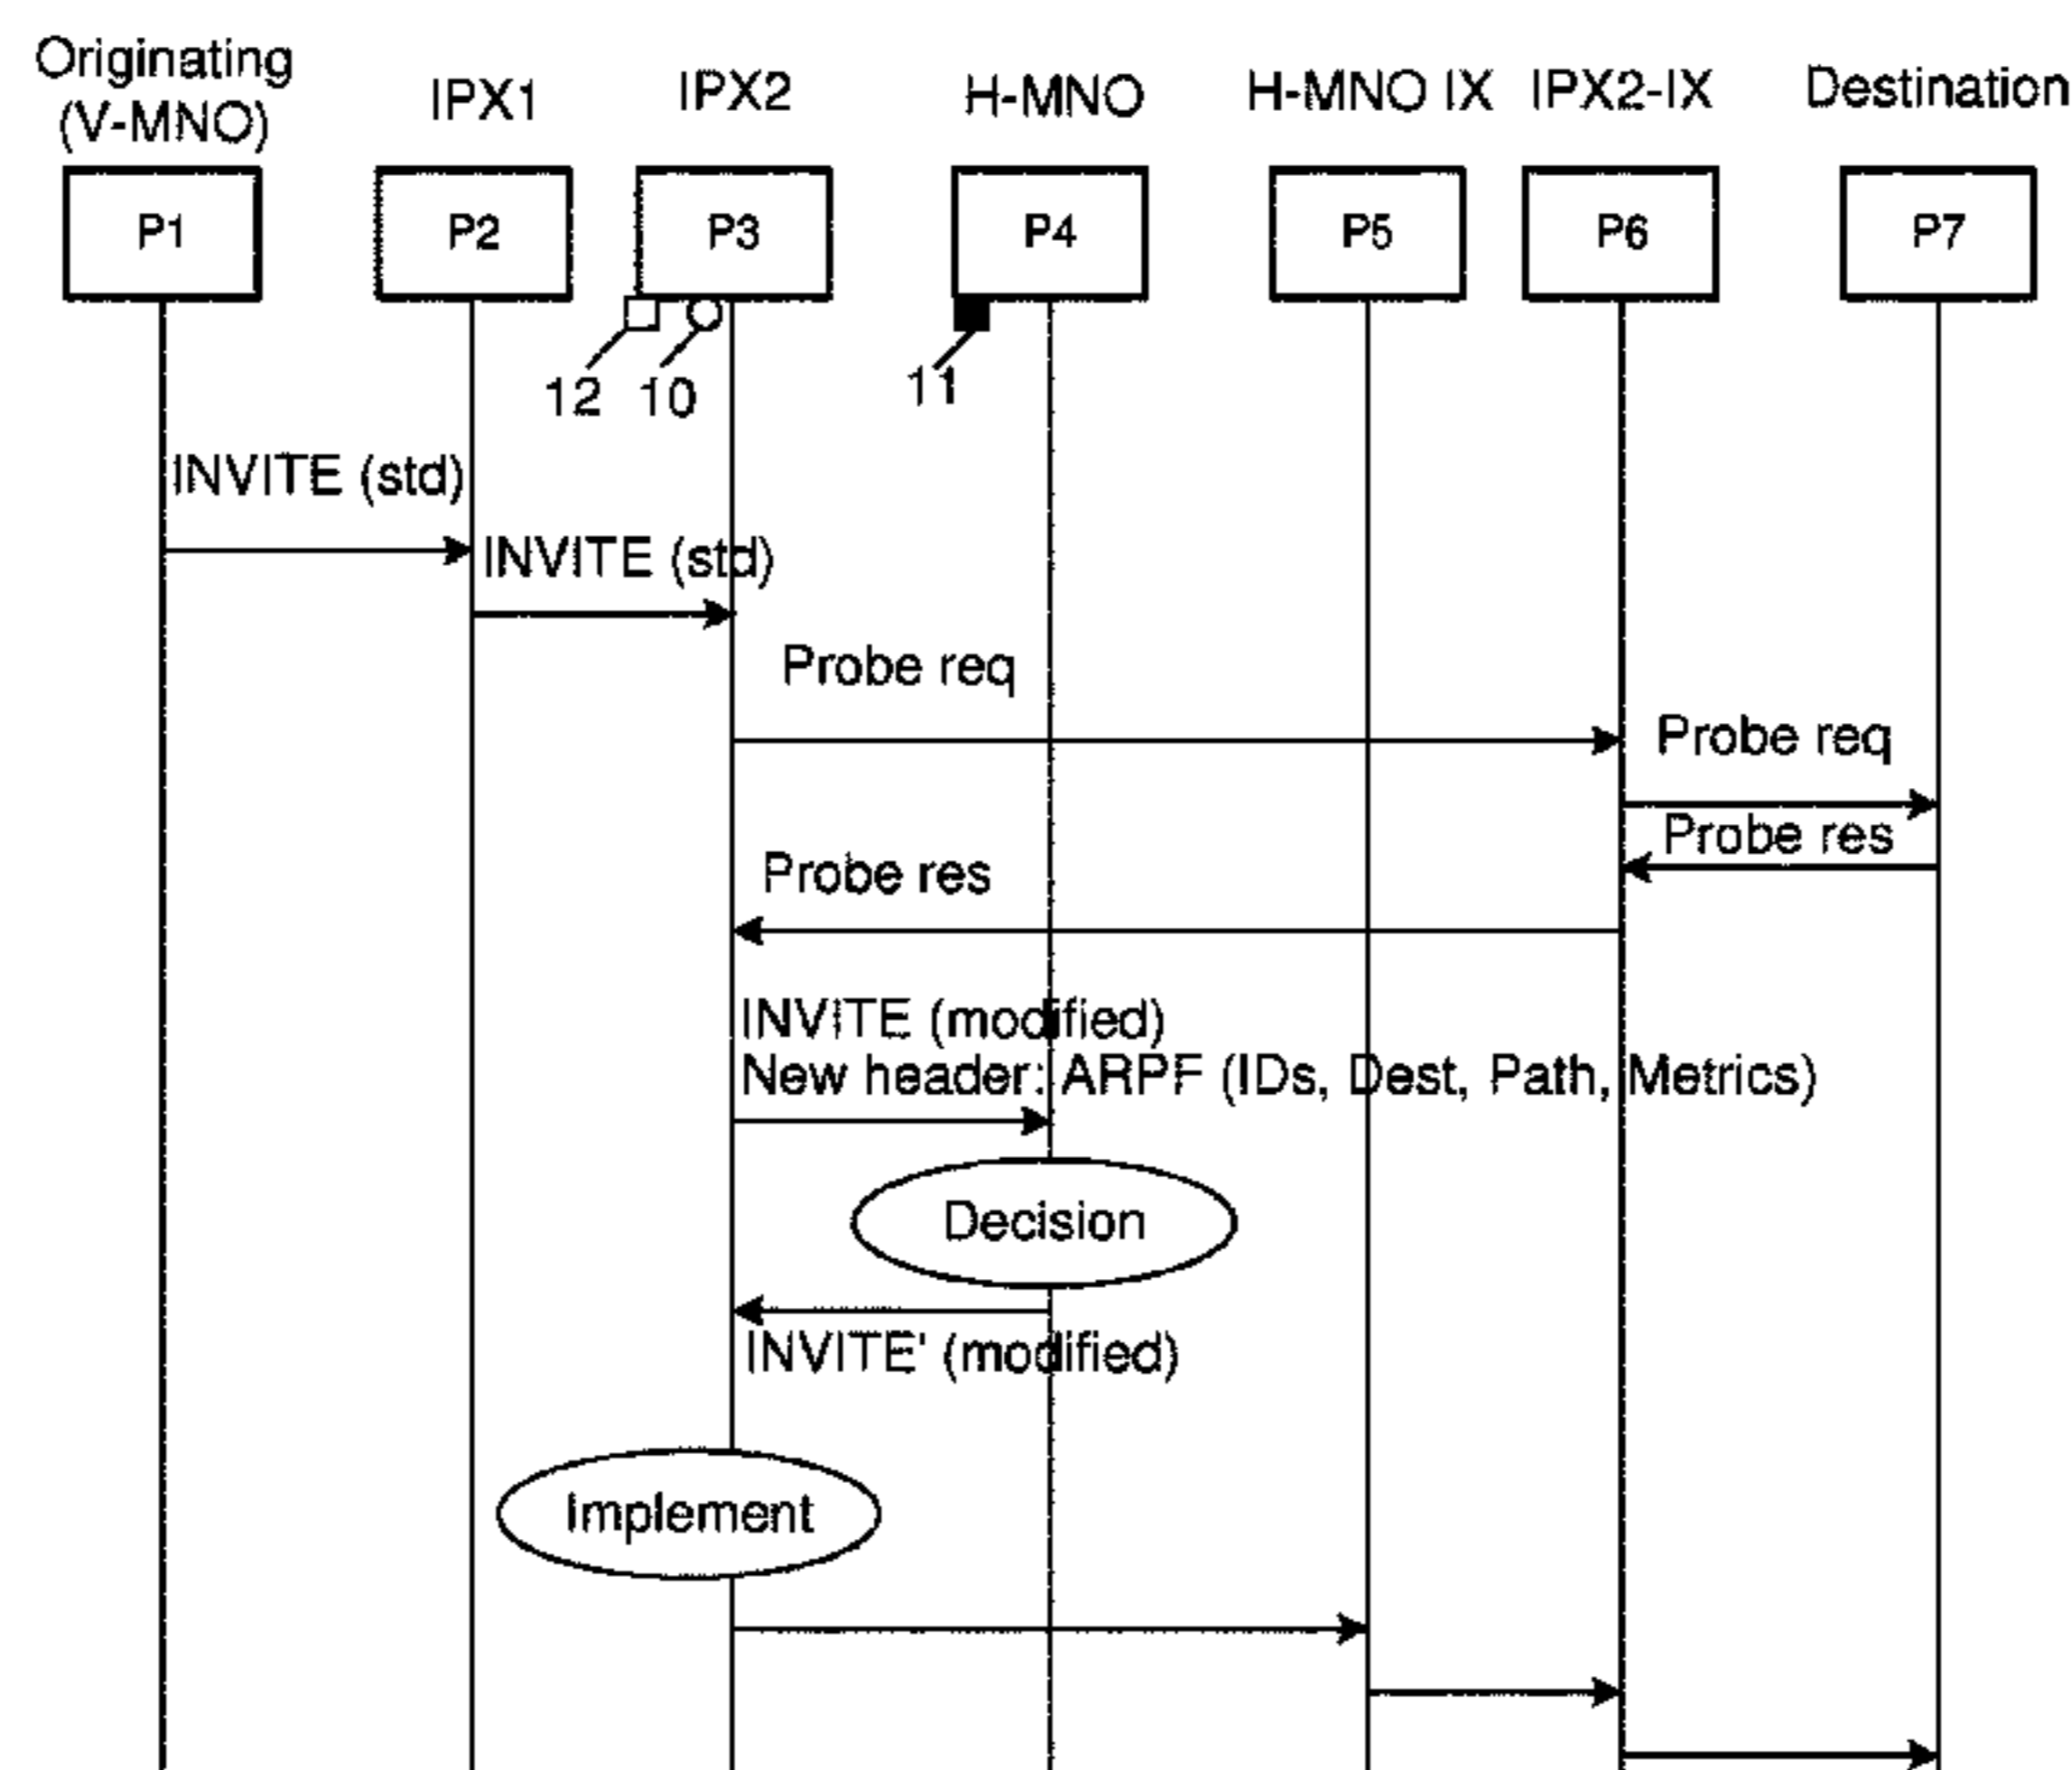 Originating
(V-MNO)
IPX1
IPX2
H-MNO
H-MNO IX
IPX2-IX
Destination
P1
P2
P3
P4
P5
P6
P7
12
10
11
INVITE (std)
INVITE (std)
Probe req
Probe req
Probe res
Probe res
INVITE (modified)
New header: ARPF (IDs, Dest, Path, Metrics)
Decision
INVITE' (modified)
Implement